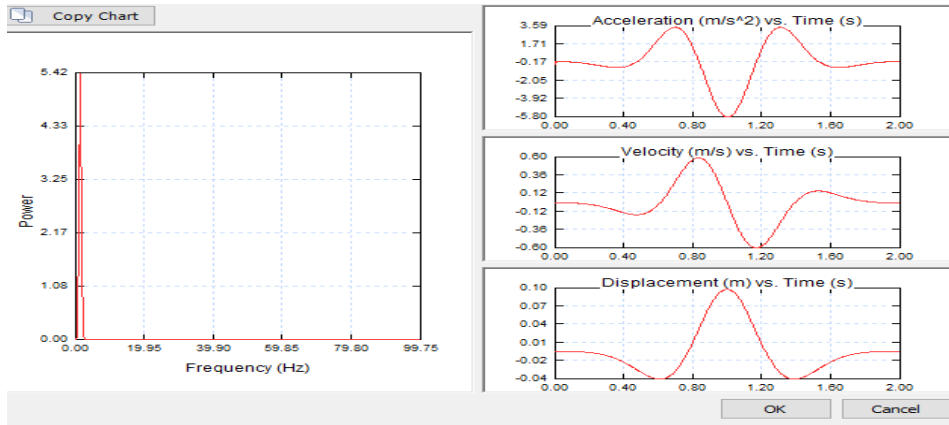 Copy Chart
5.42
4.33
3.25
2.17
1.08
0.00
Power
0.00 19.95 39.90 59.85 79.80 99.75
Frequency (Hz)
Acceleration (m/s^2) vs. Time (s)
3.59
1.71
-0.17
-2.05
-3.92
-5.80
0.00 0.40 0.80 1.20 1.60 2.00
Velocity (m/s) vs. Time (s)
0.60
0.36
0.12
-0.12
-0.36
-0.60
0.00 0.40 0.80 1.20 1.60 2.00
Displacement (m) vs. Time (s)
0.10
0.07
0.04
0.01
-0.02
-0.04
0.00 0.40 0.80 1.20 1.60 2.00
OK Cancel